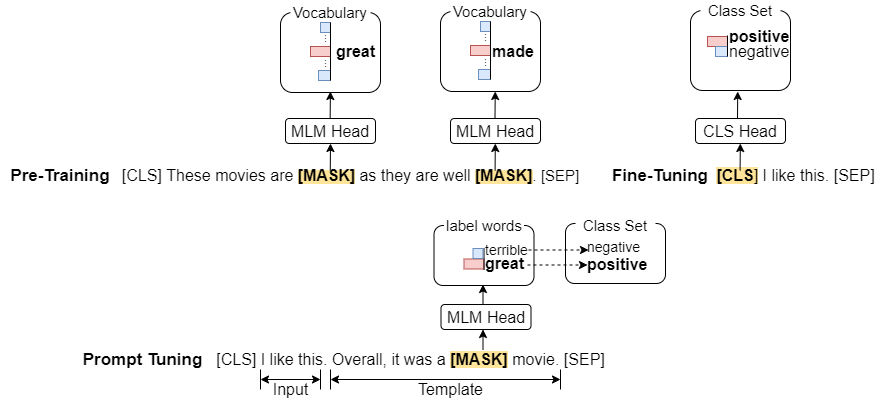 Vocabulary
great
Vocabulary
made
Class Set
positive
negative
MLM Head
MLM Head
CLS Head
Pre-Training [CLS] These movies are [MASK] as they are well [MASK]. [SEP]
Fine-Tuning [CLS] I like this. [SEP]
label words
terrible
great
Class Set
negative
positive
MLM Head
Prompt Tuning [CLS] I like this. Overall, it was a [MASK] movie. [SEP]
Input
Template